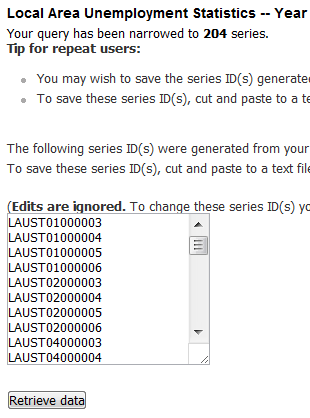 Local Area Unemployment Statistics -- Year
Your query has been narrowed to 204 series.
Tip for repeat users:
You may wish to save the series ID(s) generate
To save these series ID(s), cut and paste to a te
The following series ID(s) were generated from your
To save these series ID(s), cut and paste to a text file
(Edits are ignored. To change these series ID(s) yo
LAUST01000003
LAUST01000004
LAUST01000005
LAUST01000006
LAUST02000003
LAUST02000004
LAUST02000005
LAUST02000006
LAUST04000003
LAUST04000004
Retrieve data